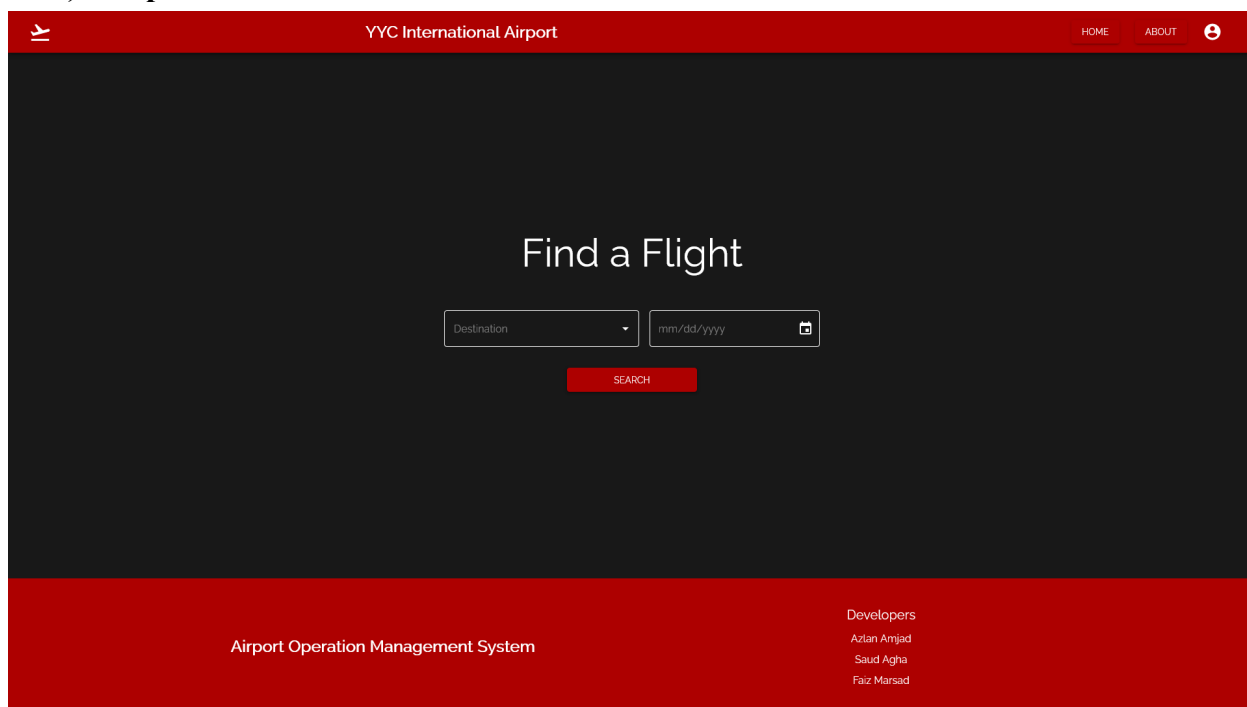 YYC International Airport
HOME ABOUT
Find a Flight
Destination mm/dd/yyyy
SEARCH
Airport Operation Management System
Developers
Azlan Amjad
Saud Agha
Faiz Marsad